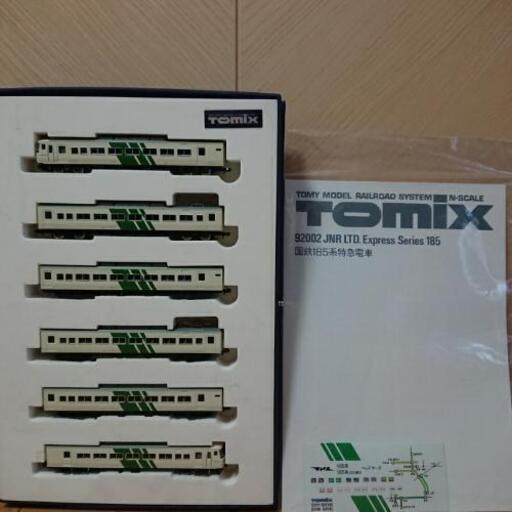 TOMIX
TOMY MODEL RAILROAD SYSTEM N-SCALE
TOMIX
92002 JNR LTD. Express Series 185
国鉄185系特急電車